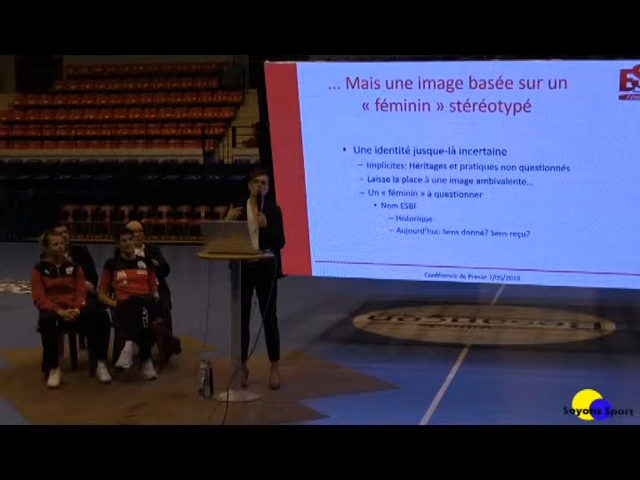 ... Mais une image basée sur un
« féminin » stéréotypé
• Une identité jusque-là incertaine
– Implicites: Héritages et pratiques non questionnés
– Laisse la place à une image ambivalente...
– Un « féminin » à questionner
• Nom ESBF
– Historique
– Aujourd'hui: Sens donné? Sens reçu?
Conférence de Presse 7/05/2019
Soyons Sport